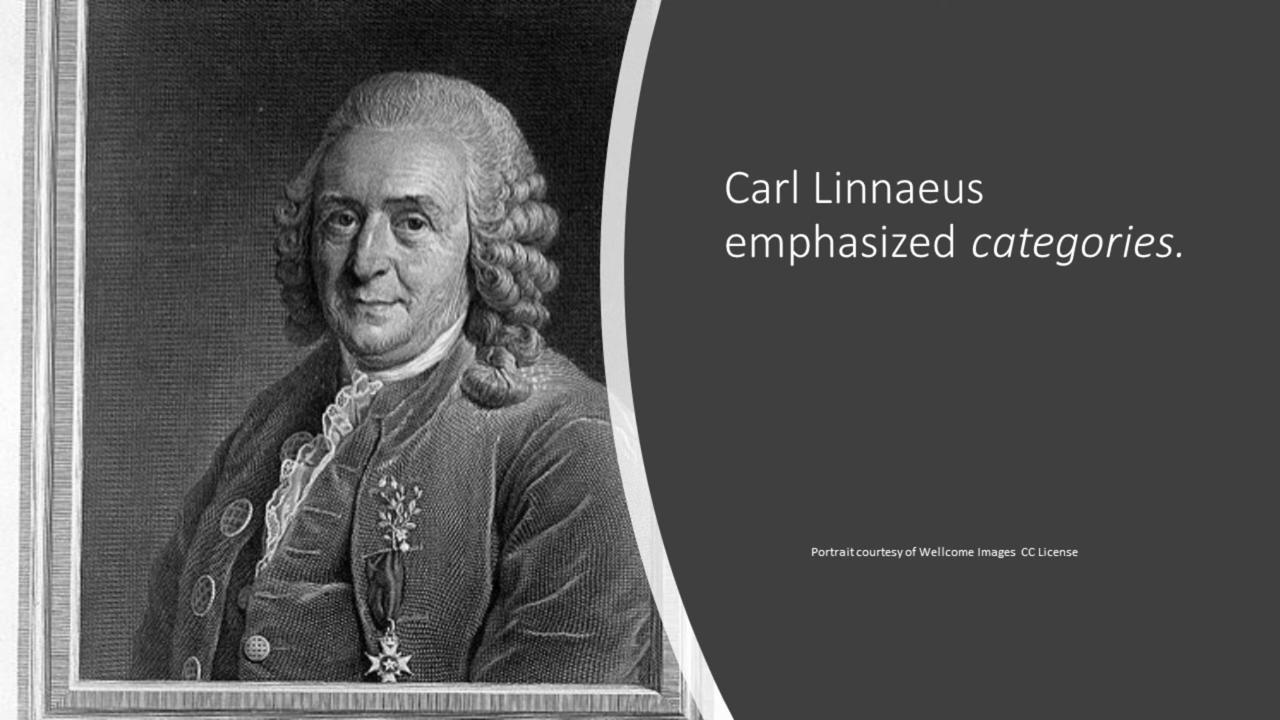 Carl Linnaeus
emphasized categories.
Portrait courtesy of Wellcome Images CC License